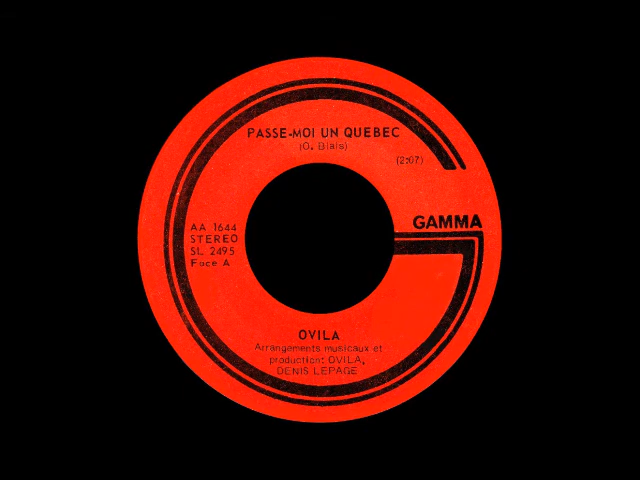 PASSE-MOI UN QUEBEC
(O. Blais)
(2:07)
GAMMA
AA 1644
STEREO
SL 2495
Face A
OVILA
Arrangements musicaux et
production: OVILA,
DENIS LEPAGE